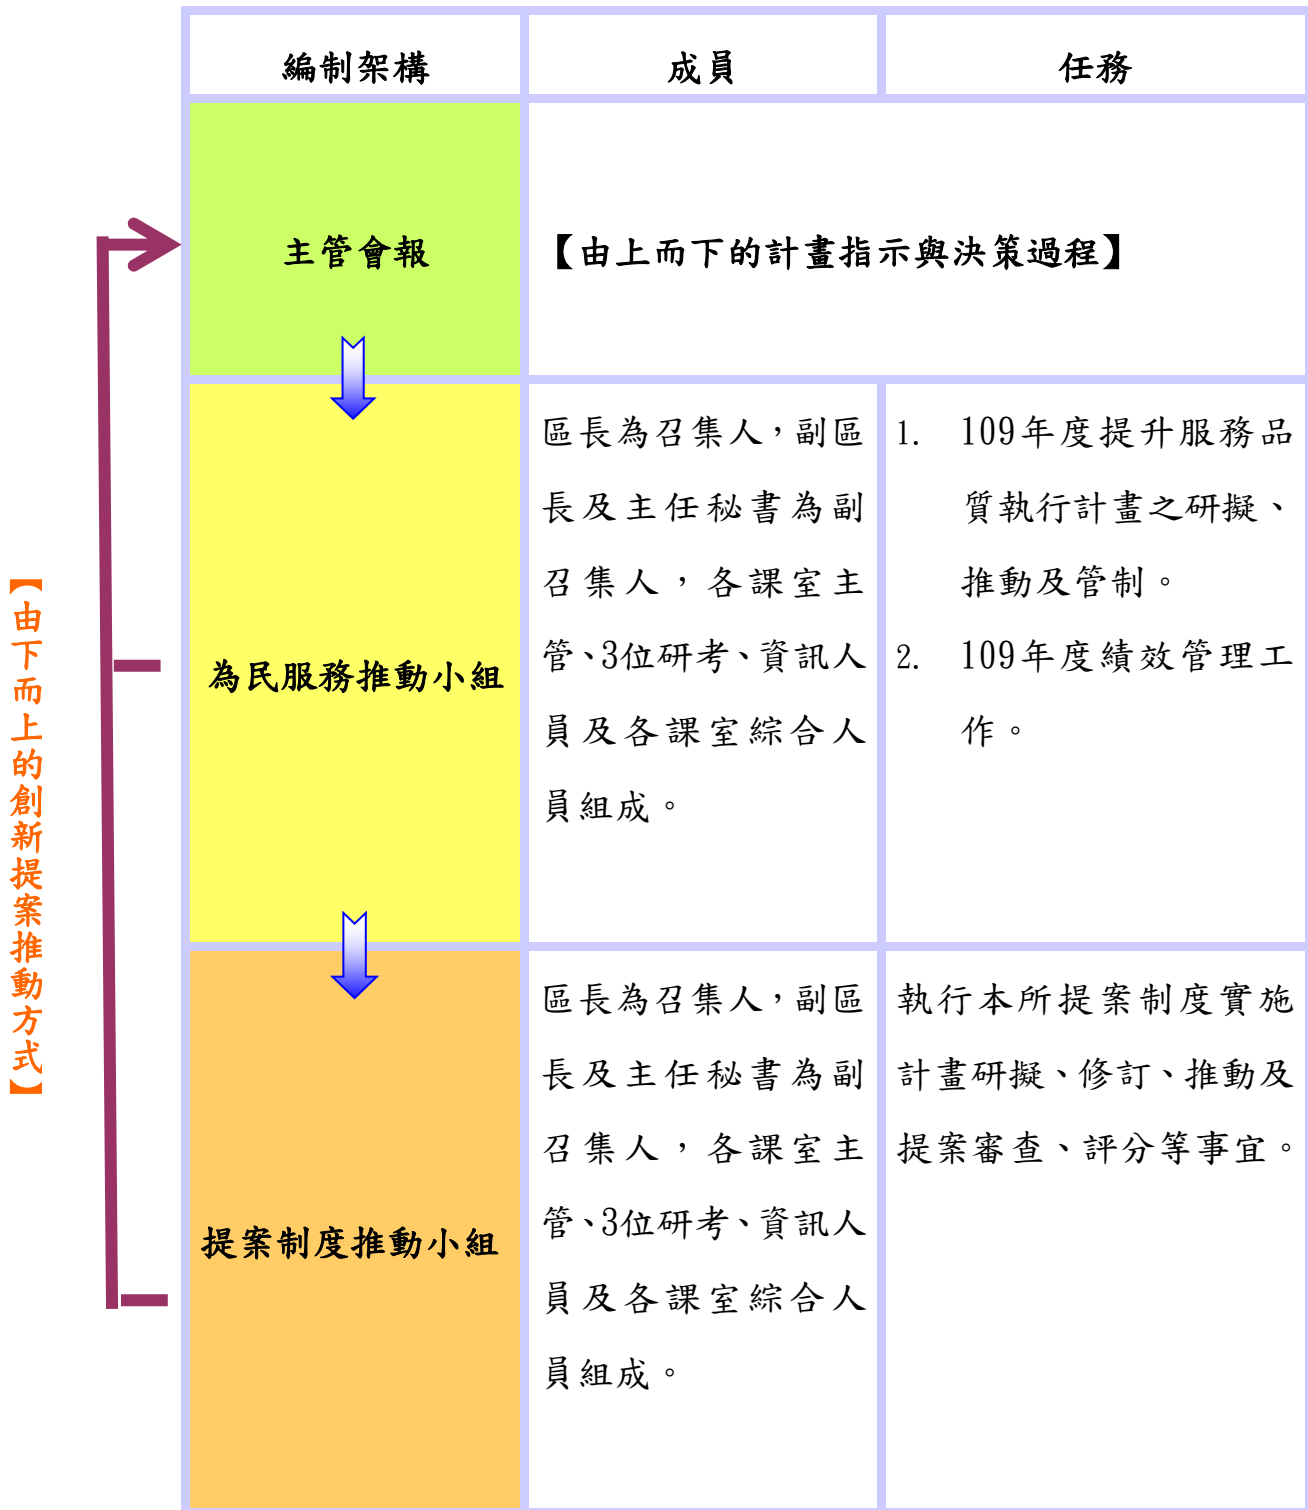 編制架構
成員
任務
主管會報
【由上而下的計畫指示與決策過程】
為民服務推動小組
區長為召集人，副區
長及主任秘書為副
召集人，各課室主
管、3位研考、資訊人
員及各課室綜合人
員組成。
1. 109年度提升服務品
質執行計畫之研擬、
推動及管制。
2. 109年度績效管理工
作。
提案制度推動小組
區長為召集人，副區
長及主任秘書為副
召集人，各課室主
管、3位研考、資訊人
員及各課室綜合人
員組成。
執行本所提案制度實施
計畫研擬、修訂、推動及
提案審查、評分等事宜。
【由下而上的創新提案推動方式】